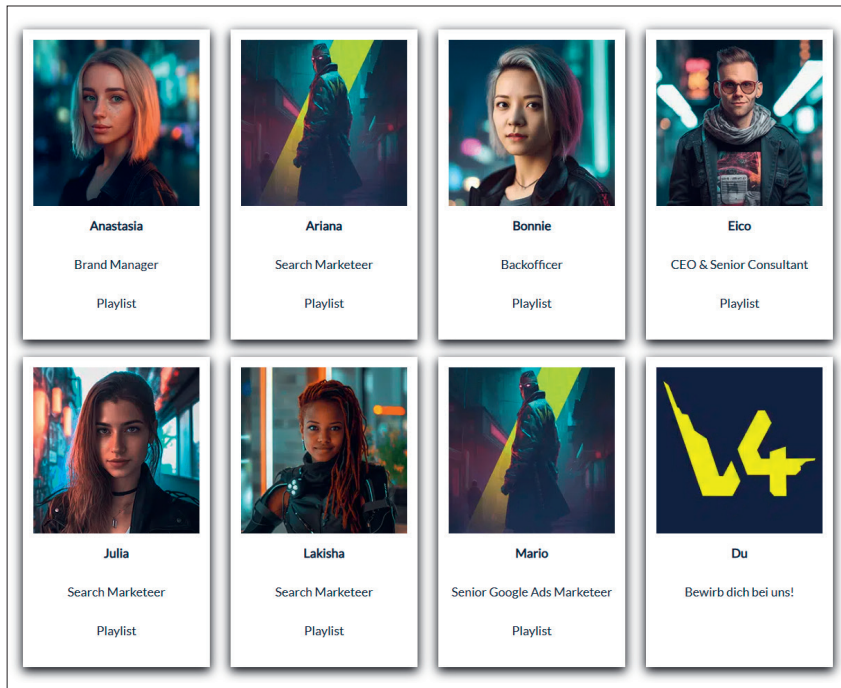 Anastasia
Brand Manager
Playlist
Ariana
Search Marketeer
Playlist
Bonnie
Backofficer
Playlist
Eico
CEO & Senior Consultant
Playlist
Julia
Search Marketeer
Playlist
Lakisha
Search Marketeer
Playlist
Mario
Senior Google Ads Marketeer
Playlist
L4
Du
Bewirb dich bei uns!